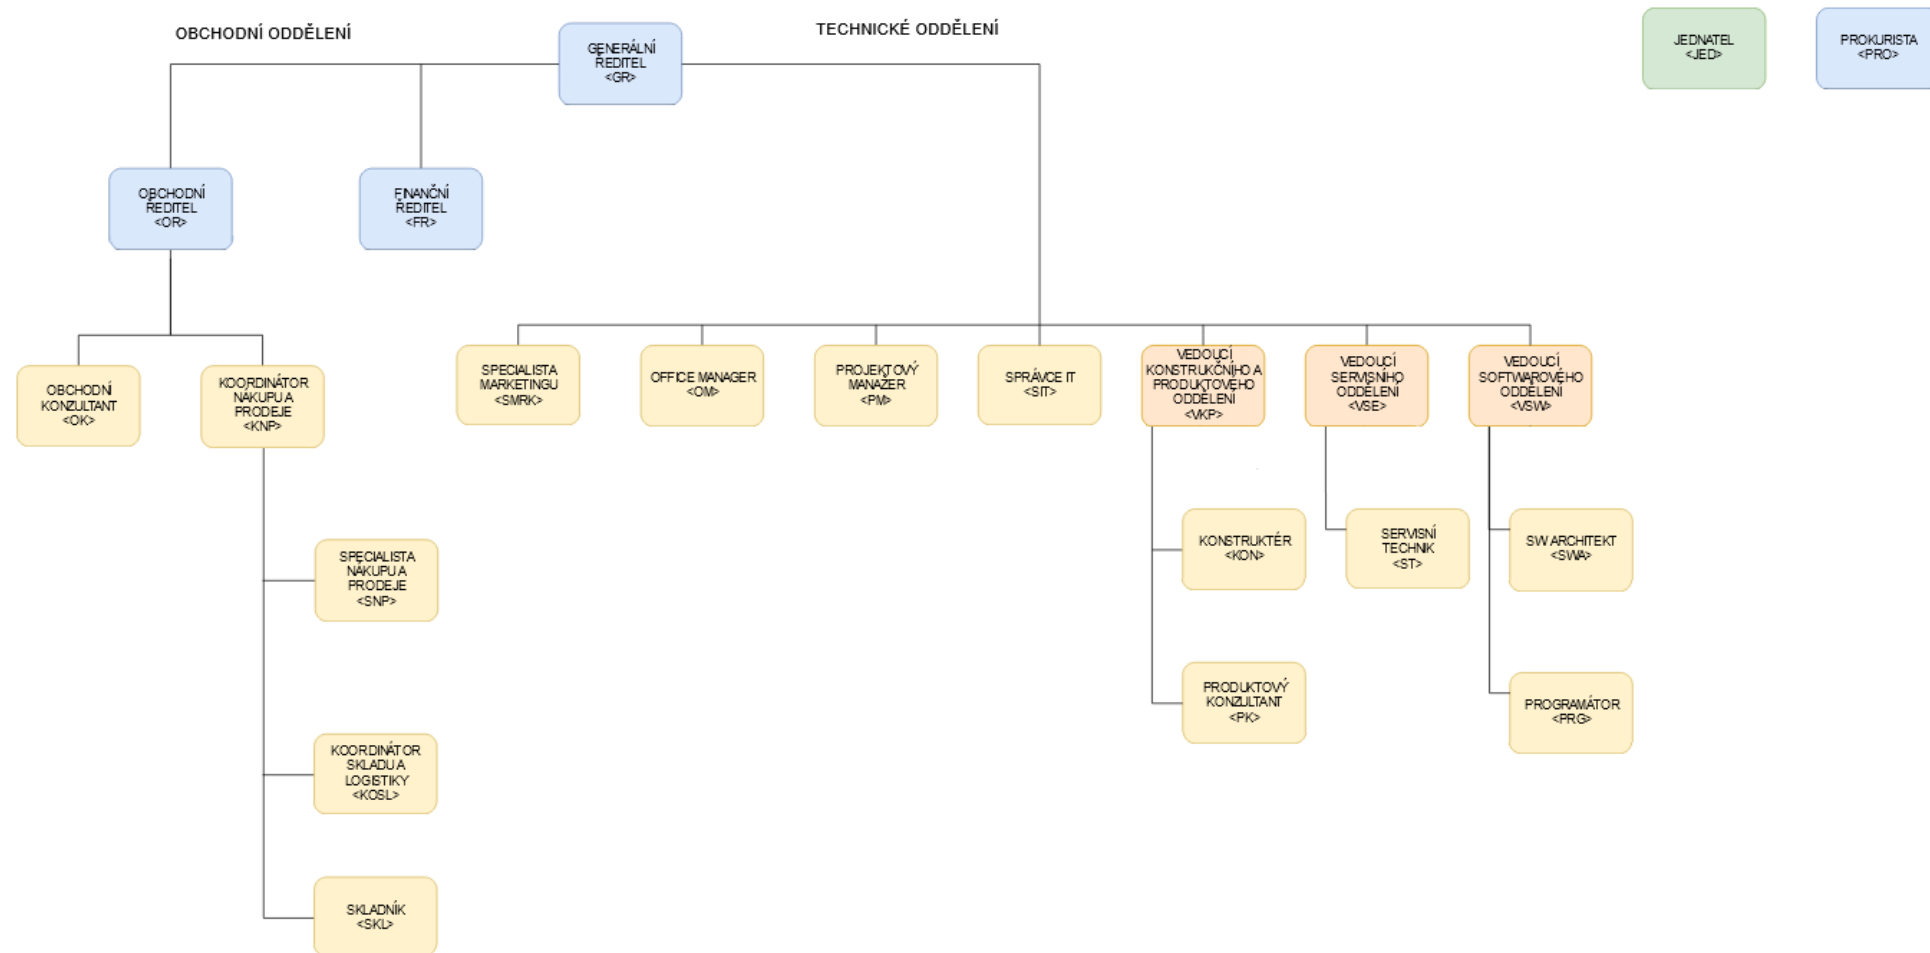 OBCHODNÍ ODDĚLENÍ
TECHNICKÉ ODDĚLENÍ
GENERÁLNÍ
ŘEDITEL
<GR>
JEDNATEL
<JED>
PROKURISTA
<PRO>
OBCHODNÍ
ŘEDITEL
<OR>
FINANČNÍ
ŘEDITEL
<FR>
OBCHODNÍ
KONZULTANT
<OK>
KOORDINÁTOR
NÁKUPU A
PRODEJE
<KNP>
SPECIALISTA
MARKETINGU
<SMRK>
OFFICE MANAGER
<OM>
PROJEKTOVÝ
MANAŽER
<PM>
SPRÁVCE IT
<SIT>
VEDOUCÍ
KONSTRUKČNÍHO A
PRODUKTOVÉHO
ODDĚLENÍ
<VKP>
VEDOUCÍ
SERVISNÍHO
ODDĚLENÍ
<VSE>
VEDOUCÍ
SOFTWAROVÉHO
ODDĚLENÍ
<VSW>
SPECIALISTA
NÁKUPU A
PRODEJE
<SNP>
KOORDINÁTOR
SKLADU A
LOGISTIKY
<KOSL>
SKLADNÍK
<SKL>
KONSTRUKTÉR
<KON>
PRODUKTOVÝ
KONZULTANT
<PK>
SERVISNÍ
TECHNIK
<ST>
SW ARCHITEKT
<SWA>
PROGRAMÁTOR
<PRG>